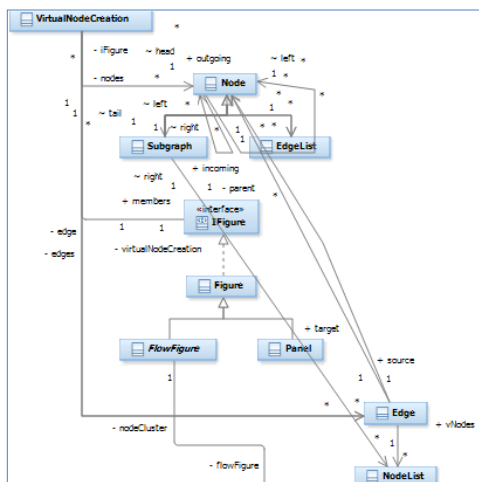 VirtualNodeCreation
*
*
- iFigure
~ head
+ outgoing
~ left
*
1
1
*
- nodes
*
Node
*
*
1
~ tail
~ left
*
*
*
1
*
1
1
~ right
*
1
1
*
*
Subgraph
EdgeList
+ incoming
~ right
1
1
- parent
+ members
«interface»
IFigure
1
1
- edge
- virtualNodeCreation
- edges
*
Figure
+ target
FlowFigure
Panel
+ source
1
1
1
*
*
*
Edge
- nodeCluster
+ vNodes
*
1
*
- flowFigure
NodeList